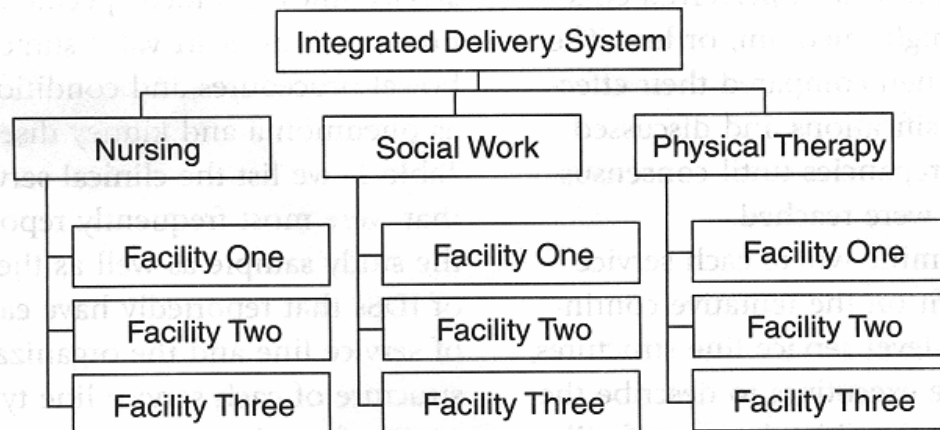 Integrated Delivery System
Nursing
Social Work
Physical Therapy
Facility One
Facility One
Facility One
Facility Two
Facility Two
Facility Two
Facility Three
Facility Three
Facility Three